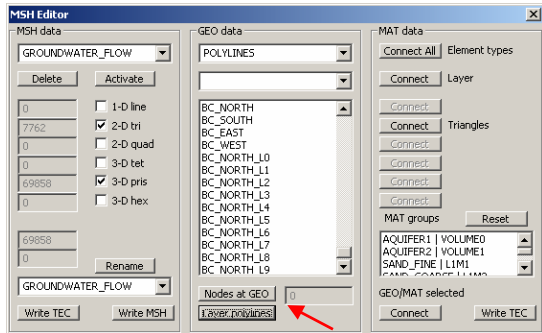 MSH Editor
MSH data
GROUNDWATER_FLOW
Delete
Activate
0
1-D line
7762
2-D tri
0
2-D quad
0
3-D tet
69858
3-D pris
0
3-D hex
69858
0
Rename
GROUNDWATER_FLOW
Write TEC
Write MSH
GEO data
POLYLINES
BC_NORTH
BC_SOUTH
BC_EAST
BC_WEST
BC_NORTH_L0
BC_NORTH_L1
BC_NORTH_L2
BC_NORTH_L3
BC_NORTH_L4
BC_NORTH_L5
BC_NORTH_L6
BC_NORTH_L7
BC_NORTH_L8
BC_NORTH_L9
Nodes at GEO
0
Layer polylines
MAT data
Connect All
Element types
Connect
Layer
Connect
Connect
Triangles
Connect
Connect
Connect
Connect
MAT groups
Reset
AQUIFER1 | VOLUME0
AQUIFER2 | VOLUME1
SAND_FINE | L1M1
SAND_COARSE | L1M2
GEO/MAT selected
Connect
Write TEC